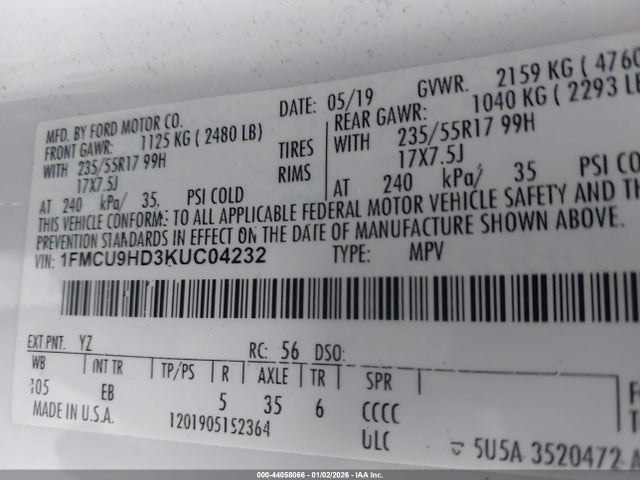 MFD. BY FORD MOTOR CO. DATE: 05/19 GVWR. 2159 KG ( 4760
FRONT GAWR: 1125 KG ( 2480 LB) REAR GAWR: 1040 KG ( 2293 LB
WITH 235/55R17 99H TIRES WITH 235/55R17 99H
17X7.5J RIMS 17X7.5J
AT 240 kPa/ 35 PSI COLD AT 240 kPa/ 35 PSI CO
THIS VEHICLE CONFORMS TO ALL APPLICABLE FEDERAL MOTOR VEHICLE SAFETY AND THE
PREVENTION STANDARDS IN EFFECT ON THE DATE OF MANUFACTURE SHOWN ABOVE.
VIN: 1FMCU9HD3KUC04232 TYPE: MPV
EXT PNT. YZ RC: 56 DSO:
WB INT TR TP/PS R AXLE TR SPR
105 EB 5 35 6 CCCC
MADE IN U.S.A. 1201905152364 ULC 5U5A 3520472-A
000-44058066 - 01/02/2026 - IAA Inc.